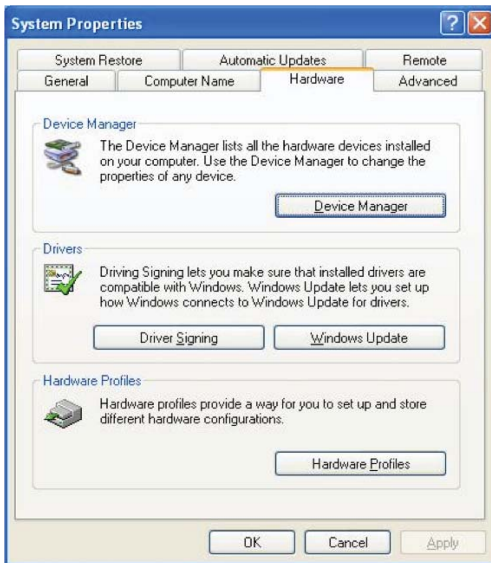 System Properties
System Restore Automatic Updates Remote
General Computer Name Hardware Advanced
Device Manager
The Device Manager lists all the hardware devices installed
on your computer. Use the Device Manager to change the
properties of any device.
Device Manager
Drivers
Driving Signing lets you make sure that installed drivers are
compatible with Windows. Windows Update lets you set up
how Windows connects to Windows Update for drivers.
Driver Signing Windows Update
Hardware Profiles
Hardware profiles provide a way for you to set up and store
different hardware configurations.
Hardware Profiles
OK Cancel Apply